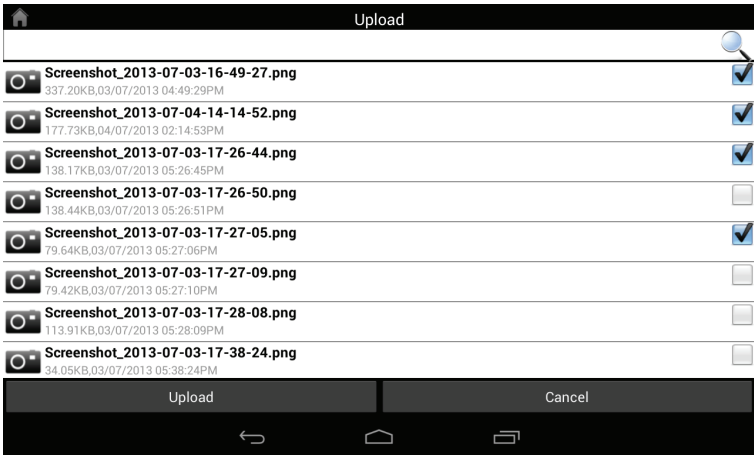 Upload
Screenshot_2013-07-03-16-49-27.png
337.20KB,03/07/2013 04:49:29PM
Screenshot_2013-07-04-14-14-52.png
177.73KB,04/07/2013 02:14:53PM
Screenshot_2013-07-03-17-26-44.png
138.17KB,03/07/2013 05:26:45PM
Screenshot_2013-07-03-17-26-50.png
138.44KB,03/07/2013 05:26:51PM
Screenshot_2013-07-03-17-27-05.png
79.64KB,03/07/2013 05:27:06PM
Screenshot_2013-07-03-17-27-09.png
79.42KB,03/07/2013 05:27:10PM
Screenshot_2013-07-03-17-28-08.png
113.91KB,03/07/2013 05:28:09PM
Screenshot_2013-07-03-17-38-24.png
34.05KB,03/07/2013 05:38:24PM
Upload Cancel